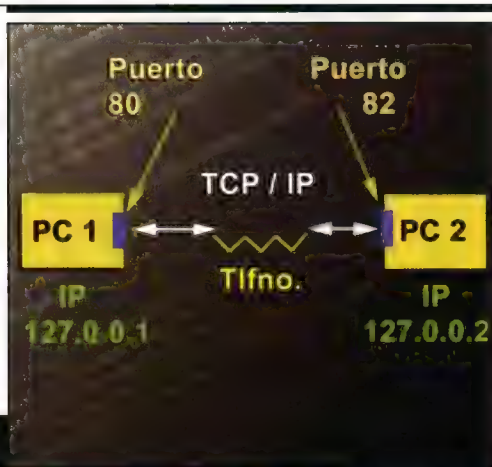 Puerto
80
Puerto
82
TCP / IP
PC 1
PC 2
Tlfno.
IP
127.0.0.1
IP
127.0.0.2